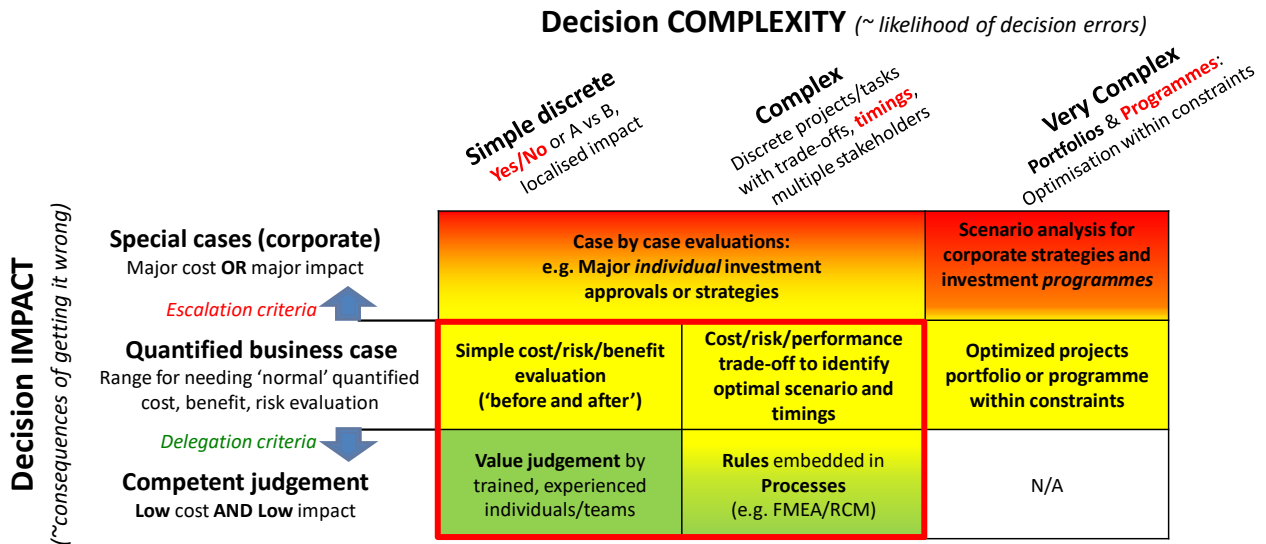 Decision COMPLEXITY (~ likelihood of decision errors)
Simple discrete
Yes/No or A vs B,
localised impact
Complex
Discrete projects/tasks
with trade-offs, timings,
multiple stakeholders
Very Complex
Portfolios & Programmes:
Optimisation within constraints
Decision IMPACT
(~consequences of getting it wrong)
Special cases (corporate)
Major cost OR major impact
Escalation criteria
Case by case evaluations:
e.g. Major individual investment
approvals or strategies
Scenario analysis for
corporate strategies and
investment programmes
Quantified business case
Range for needing ‘normal’ quantified
cost, benefit, risk evaluation
Delegation criteria
Simple cost/risk/benefit
evaluation
(‘before and after’)
Cost/risk/performance
trade-off to identify
optimal scenario and
timings
Optimized projects
portfolio or programme
within constraints
Competent judgement
Low cost AND Low impact
Value judgement by
trained, experienced
individuals/teams
Rules embedded in
Processes
(e.g. FMEA/RCM)
N/A